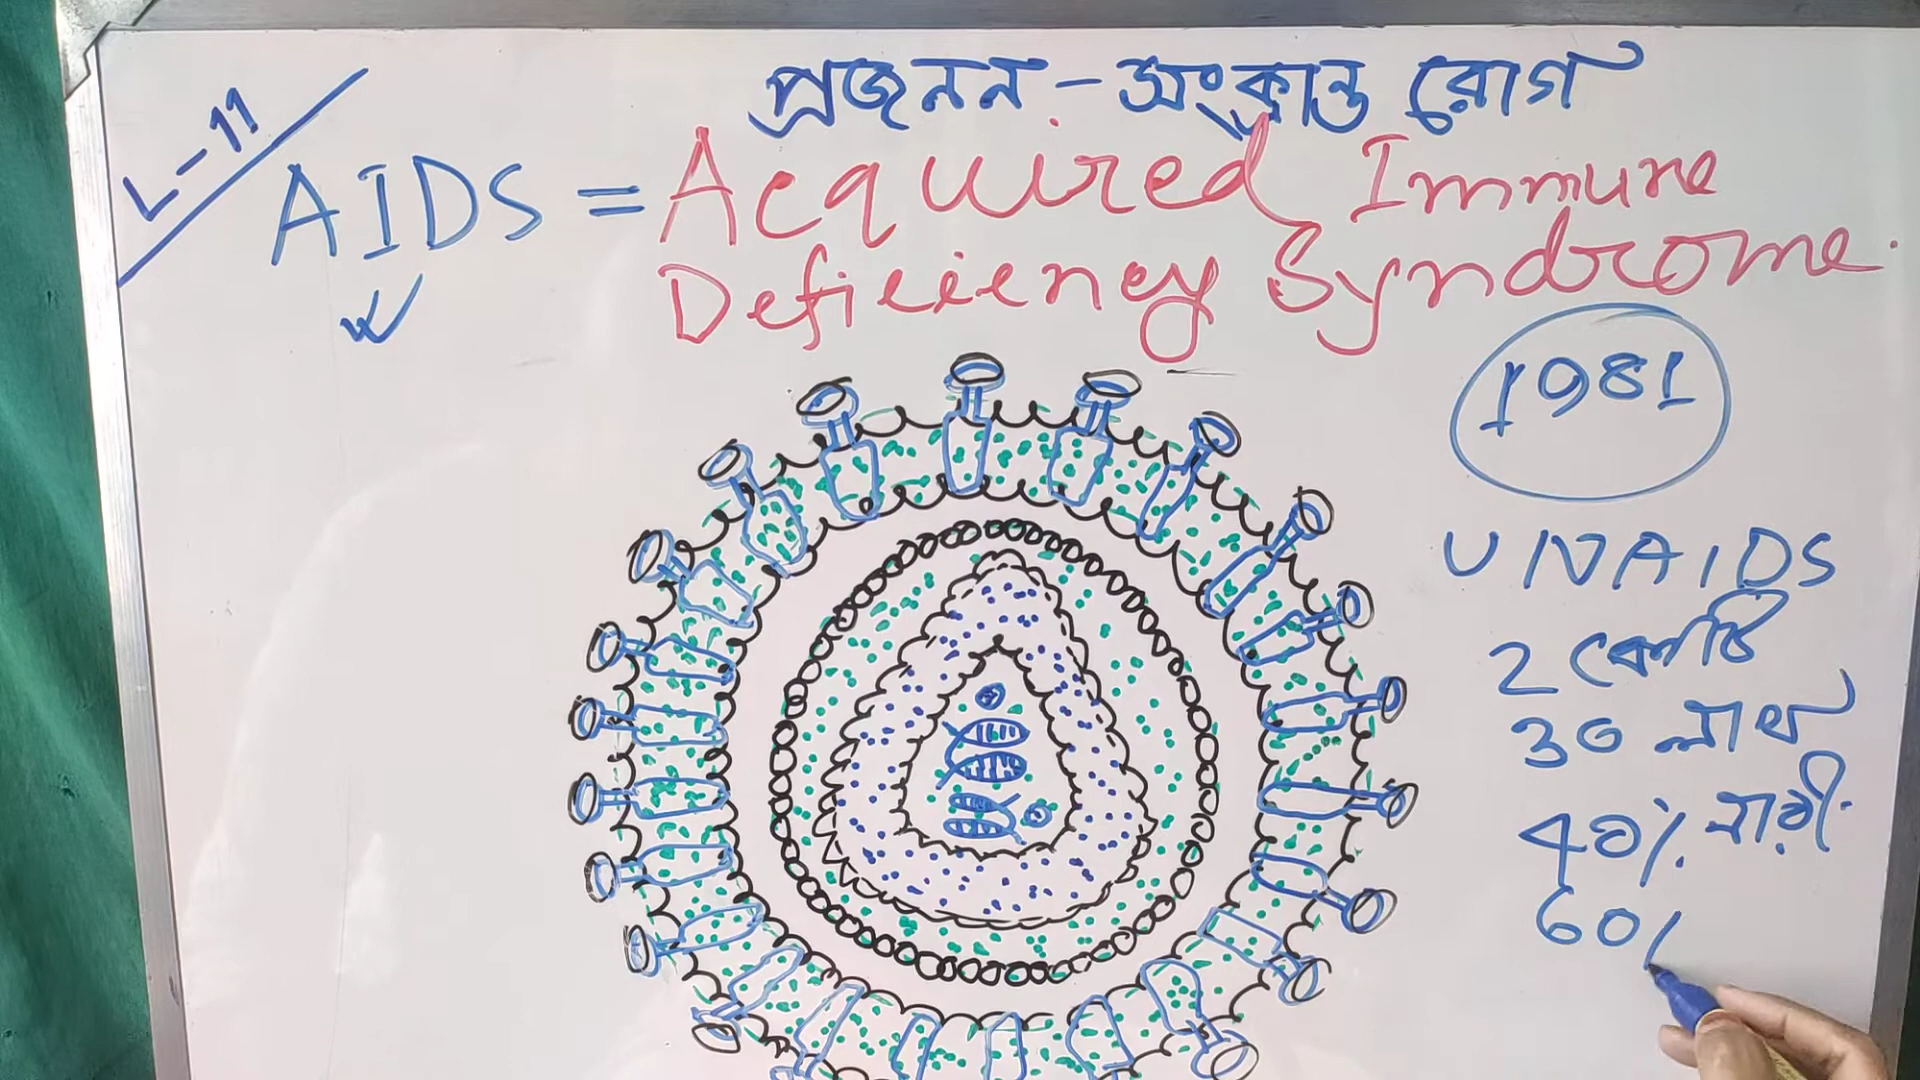 L-11
প্রজনন-সংক্রান্ত রোগ
AIDS = Acquired Immune
Deficiency Syndrome.
1981
UNAIDS
2 কোটি
30 লাখ
40% নারী
60%